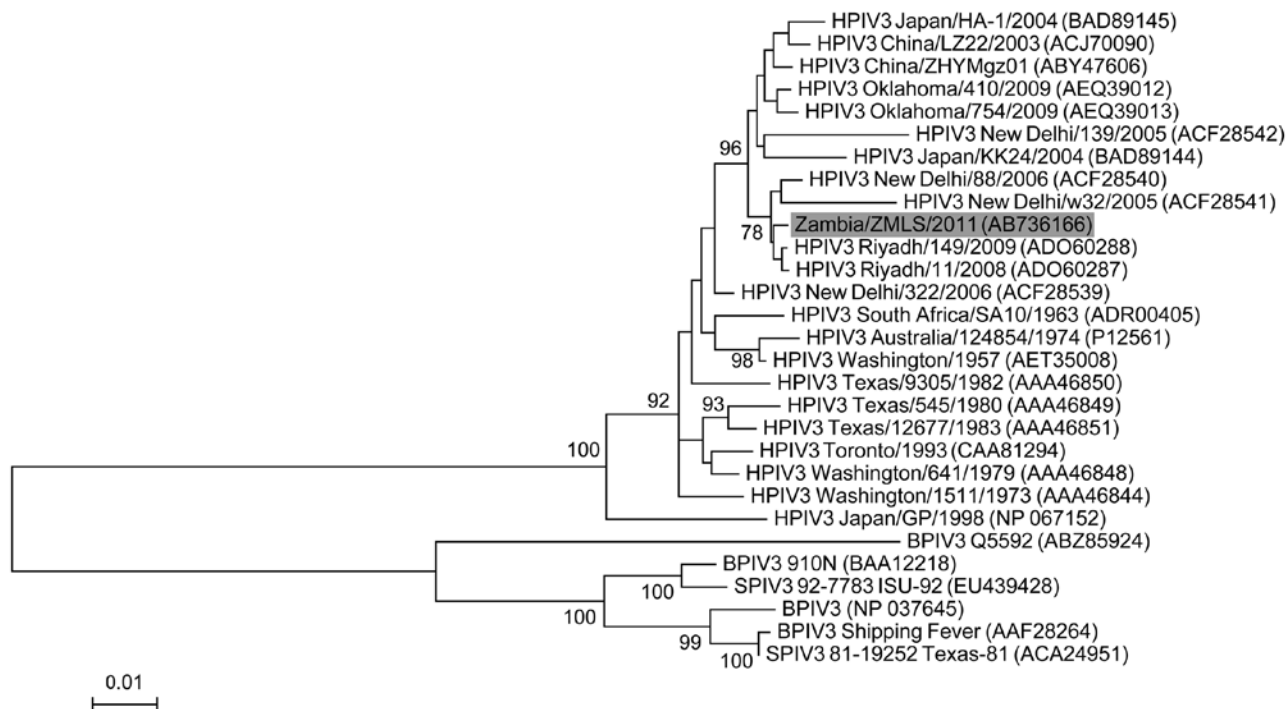 HPIV3 Japan/HA-1/2004 (BAD89145)
HPIV3 China/LZ22/2003 (ACJ70090)
HPIV3 China/ZHYMgz01 (ABY47606)
HPIV3 Oklahoma/410/2009 (AEQ39012)
HPIV3 Oklahoma/754/2009 (AEQ39013)
HPIV3 New Delhi/139/2005 (ACF28542)
96
HPIV3 Japan/KK24/2004 (BAD89144)
HPIV3 New Delhi/88/2006 (ACF28540)
HPIV3 New Delhi/w32/2005 (ACF28541)
78
Zambia/ZMLS/2011 (AB736166)
HPIV3 Riyadh/149/2009 (ADO60288)
HPIV3 Riyadh/11/2008 (ADO60287)
HPIV3 New Delhi/322/2006 (ACF28539)
HPIV3 South Africa/SA10/1963 (ADR00405)
HPIV3 Australia/124854/1974 (P12561)
98
HPIV3 Washington/1957 (AET35008)
HPIV3 Texas/9305/1982 (AAA46850)
92
93
HPIV3 Texas/545/1980 (AAA46849)
HPIV3 Texas/12677/1983 (AAA46851)
100
HPIV3 Toronto/1993 (CAA81294)
HPIV3 Washington/641/1979 (AAA46848)
HPIV3 Washington/1511/1973 (AAA46844)
HPIV3 Japan/GP/1998 (NP 067152)
BPIV3 Q5592 (ABZ85924)
BPIV3 910N (BAA12218)
100
SPIV3 92-7783 ISU-92 (EU439428)
100
BPIV3 (NP 037645)
99
BPIV3 Shipping Fever (AAF28264)
100
SPIV3 81-19252 Texas-81 (ACA24951)
0.01